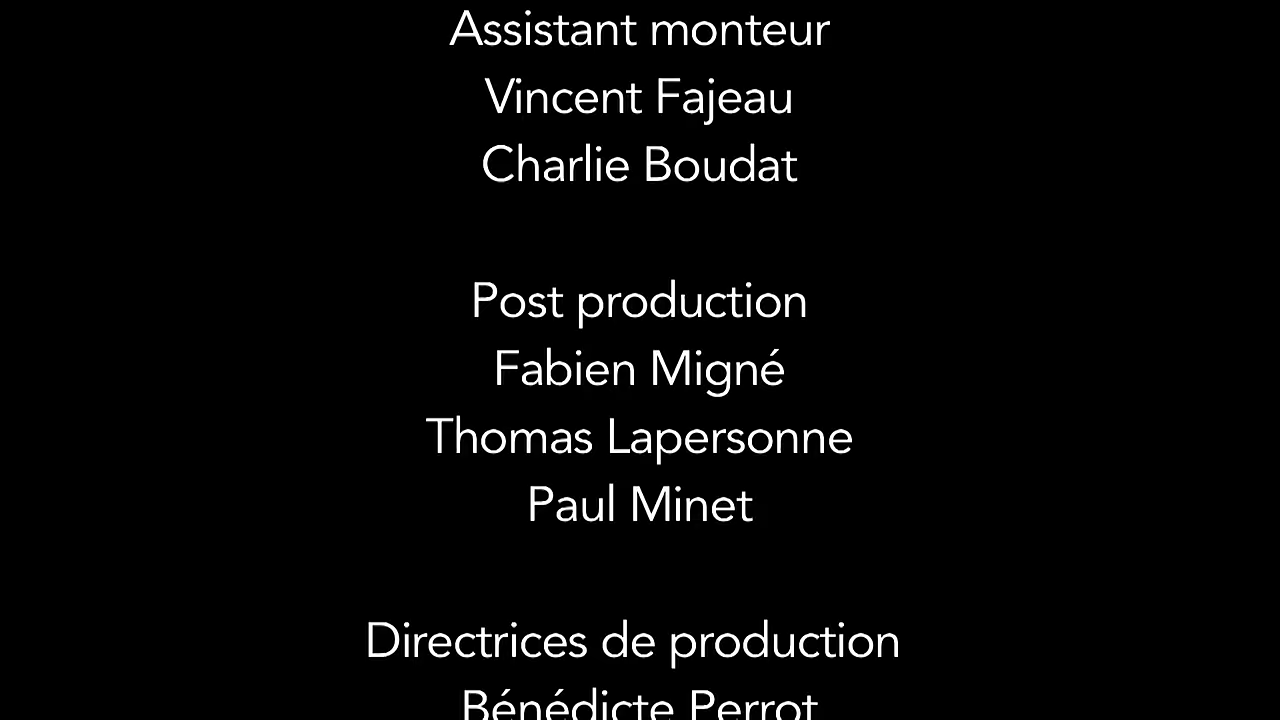 Assistant monteur
Vincent Fajeau
Charlie Boudat
Post production
Fabien Migné
Thomas Lapersonne
Paul Minet
Directrices de production
Bénédicte Perrot